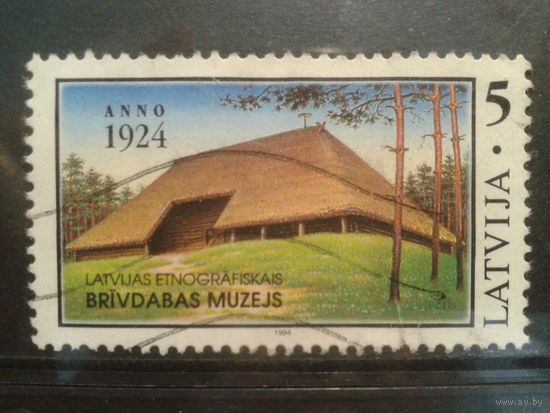 ANNO
1924
5
LATVIJA
LATVIJAS ETNOGRĀFISKAIS
BRĪVDABAS MUZEJS
1994
www.ay.by